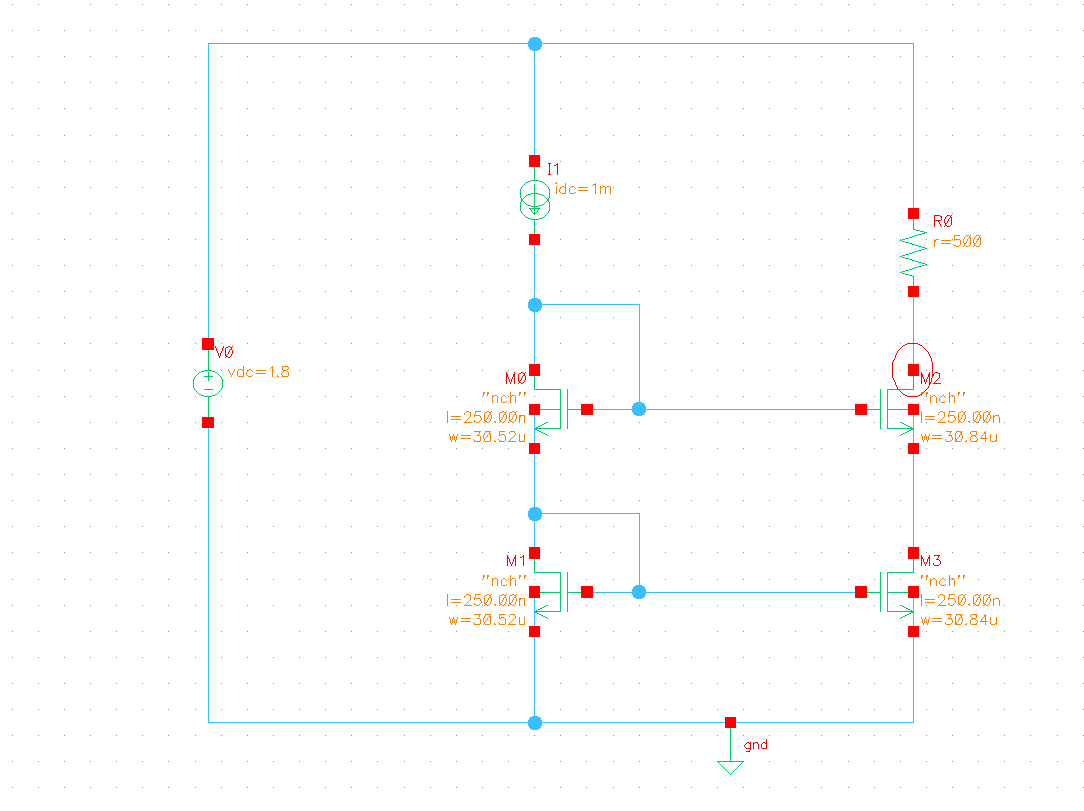 I1
idc=1m
R0
r=500
V0
vdc=1.8
M0
"nch"
l=250.00n
w=30.52u
M2
"nch"
l=250.00n
w=30.84u
M1
"nch"
l=250.00n
w=30.52u
M3
"nch"
l=250.00n
w=30.84u
gnd